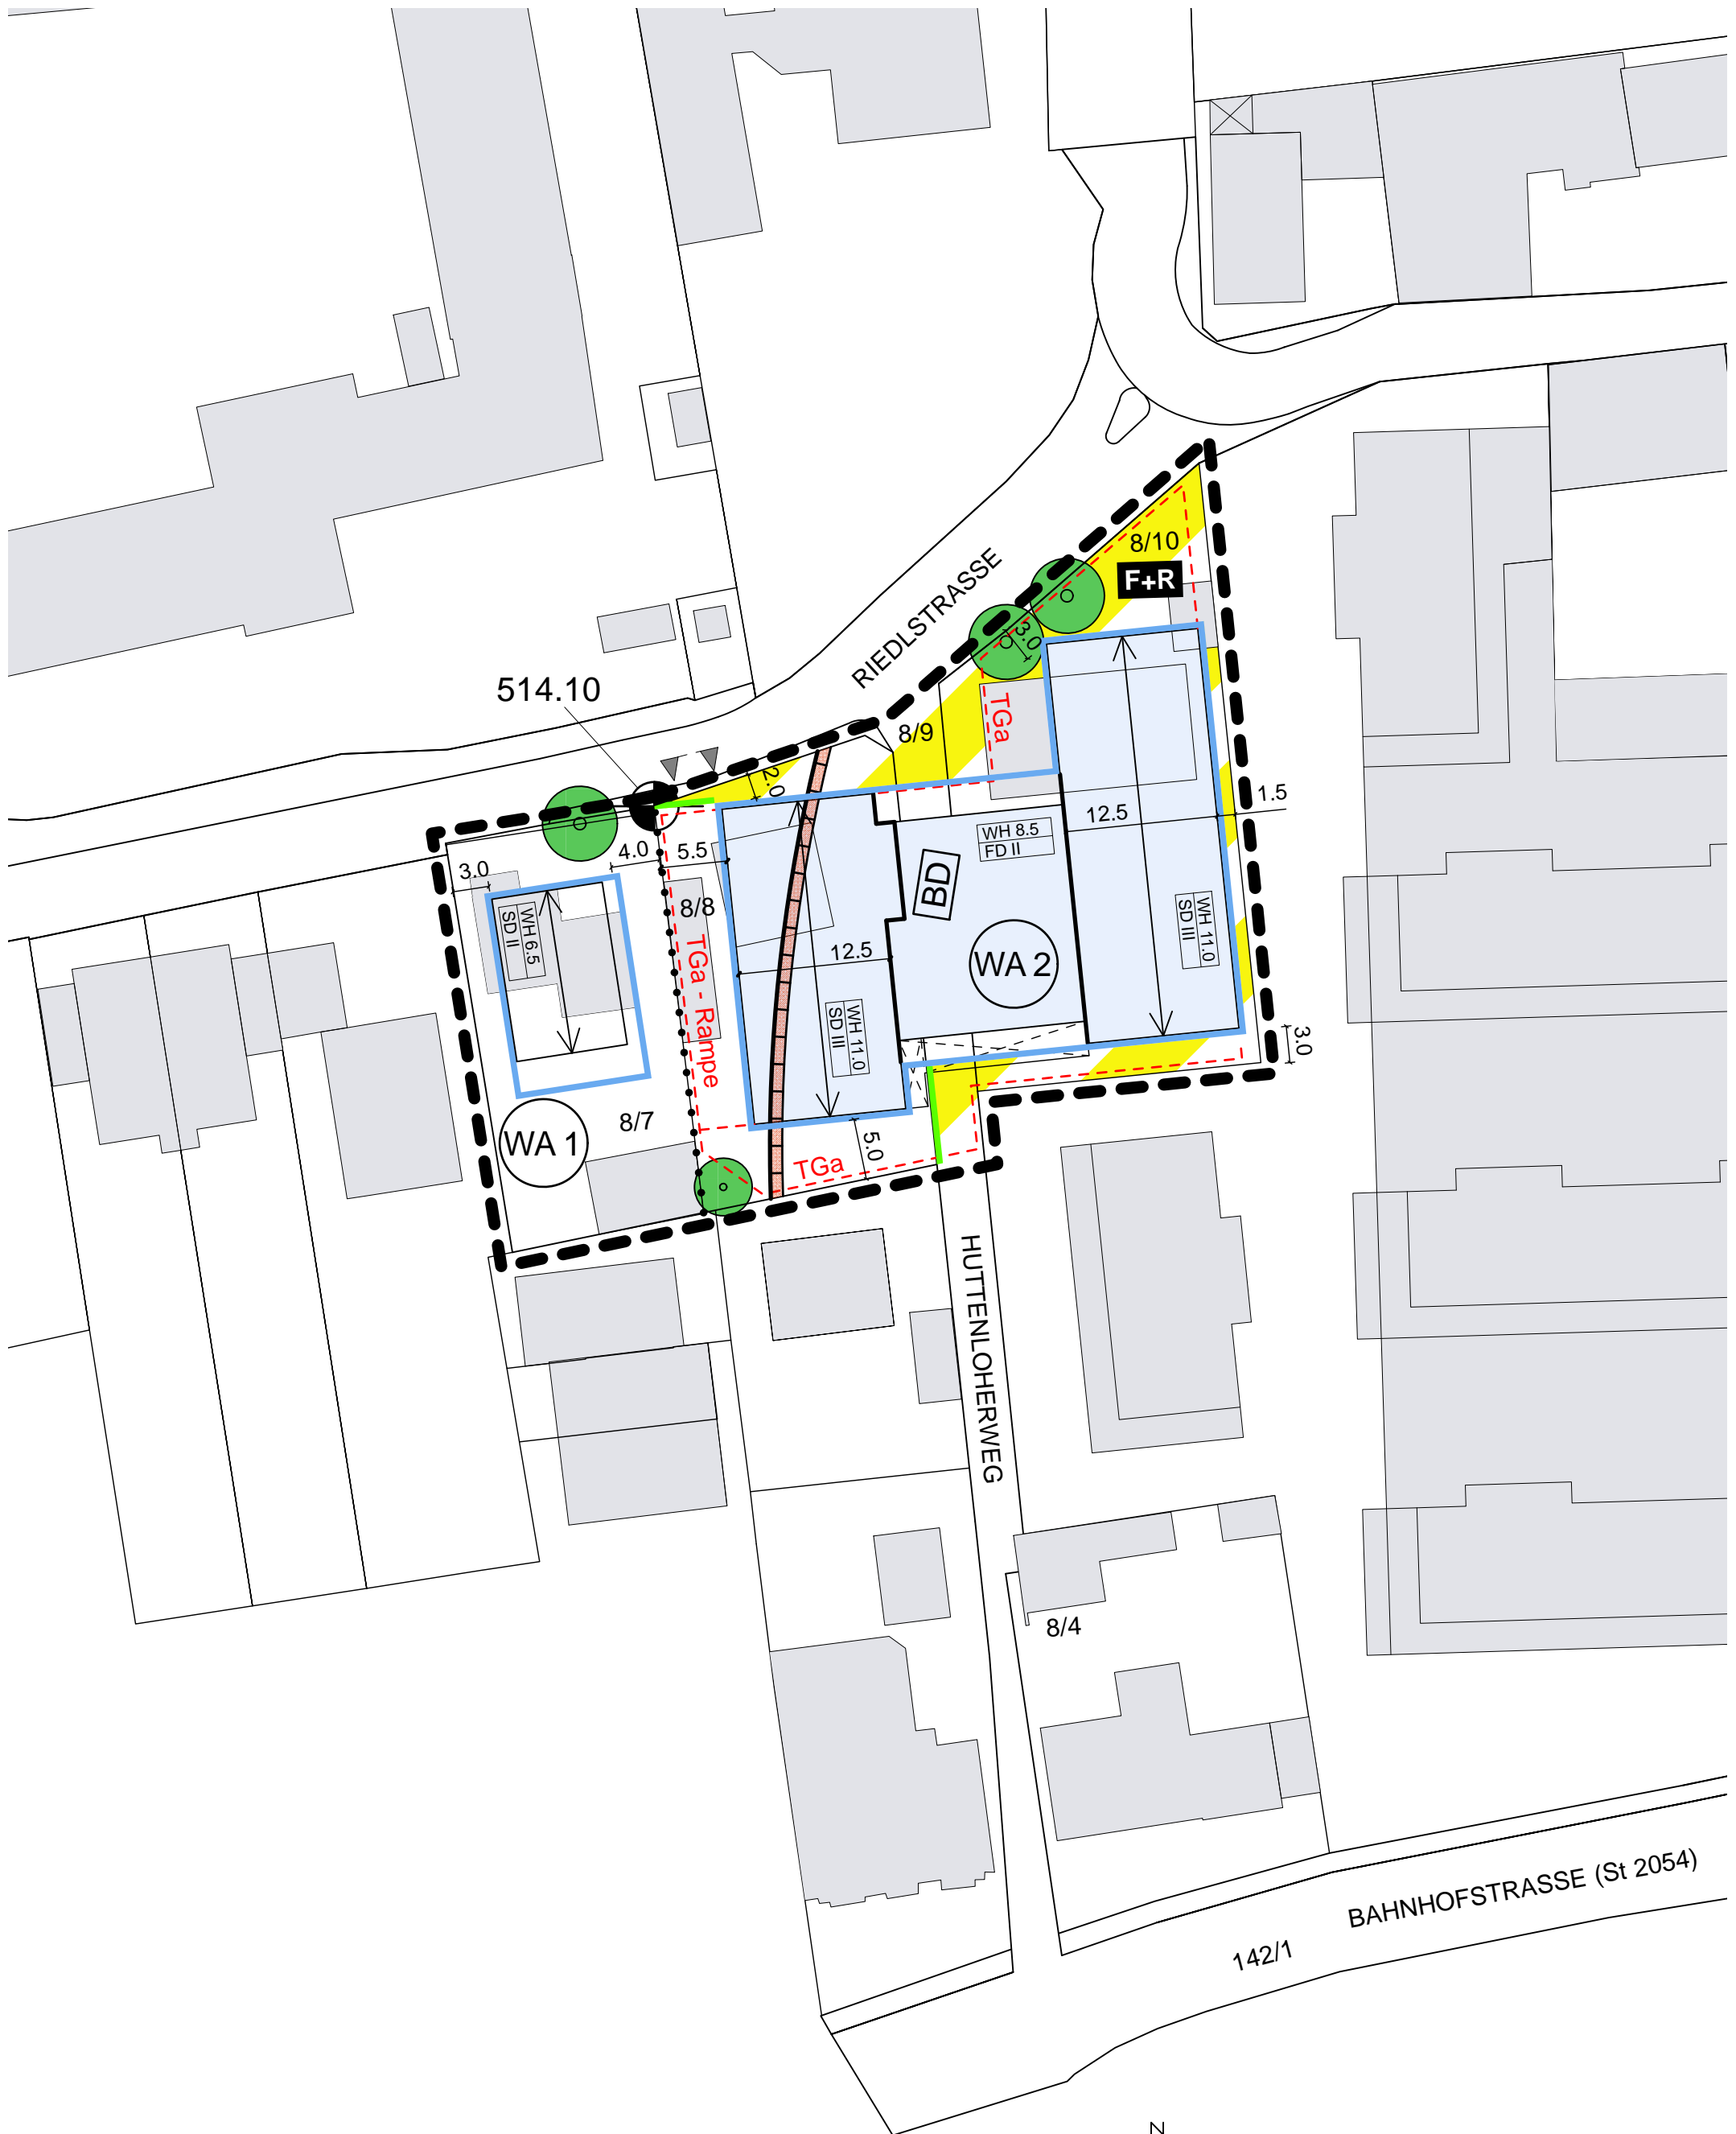 8/10
F+R
RIEDLSTRASSE
3.0
514.10
TGa
8/9
2.0
1.5
12.5
WH 8.5
FD II
4.0
5.5
3.0
BD
8/8
WH 6.5
SD II
WH 11.0
SD III
12.5
WA 2
TGa - Rampe
WH 11.0
SD III
3.0
8/7
WA 1
5.0
TGa
HUTTENLOHERWEG
8/4
BAHNHOFSTRASSE (St 2054)
142/1
N